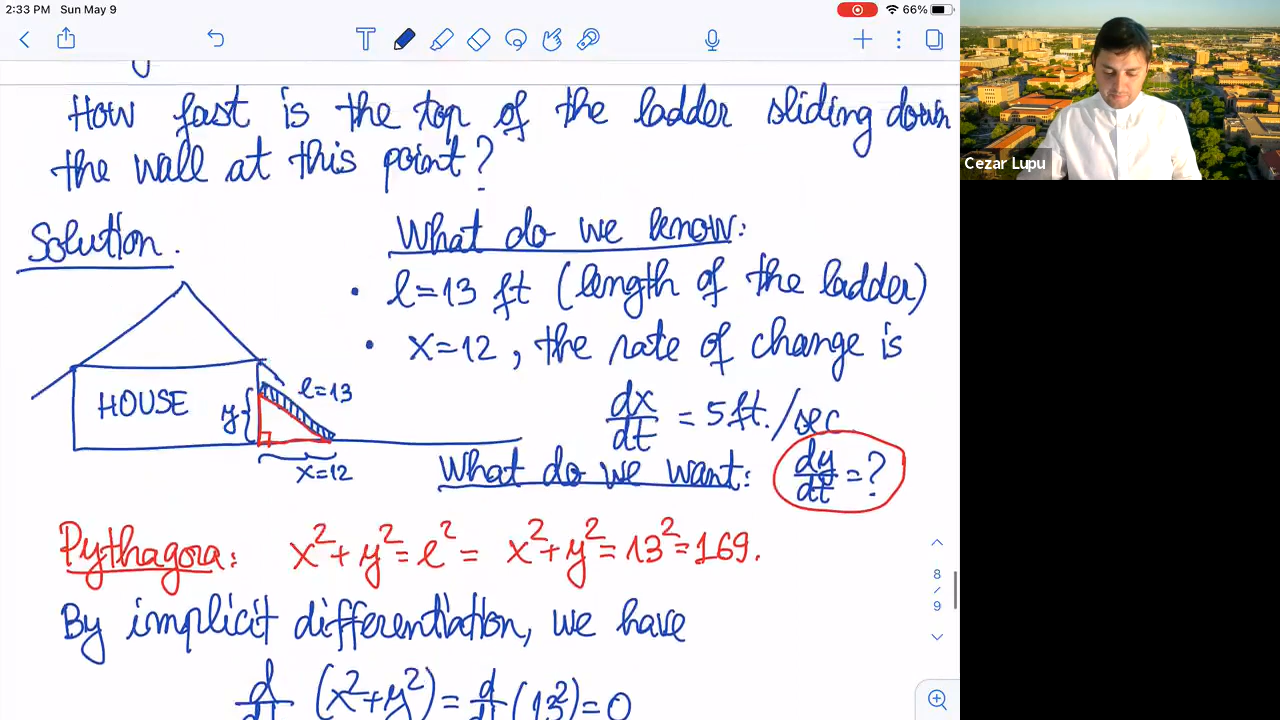 2:33 PM Sun May 9
66%
How fast is the top of the ladder sliding down
the wall at this point?
Solution.
What do we know:
• l=13 ft (length of the ladder)
• x=12, the rate of change is
dx/dt = 5 ft./sec
HOUSE
y
l=13
x=12
What do we want: dy/dt = ?
Pythagora: x²+y²=l²= x²+y²=13²=169.
By implicit differentiation, we have
d/dt (x²+y²)= d/dt (13²)=0
8
/
9
Cezar Lupu